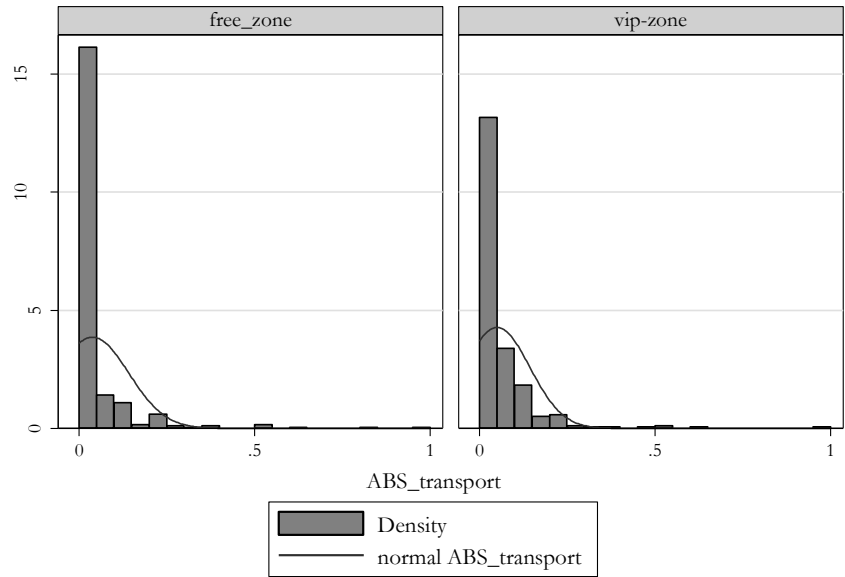 free_zone
vip-zone
15
10
5
0
0 .5 1
0 .5 1
ABS_transport
Density
normal ABS_transport